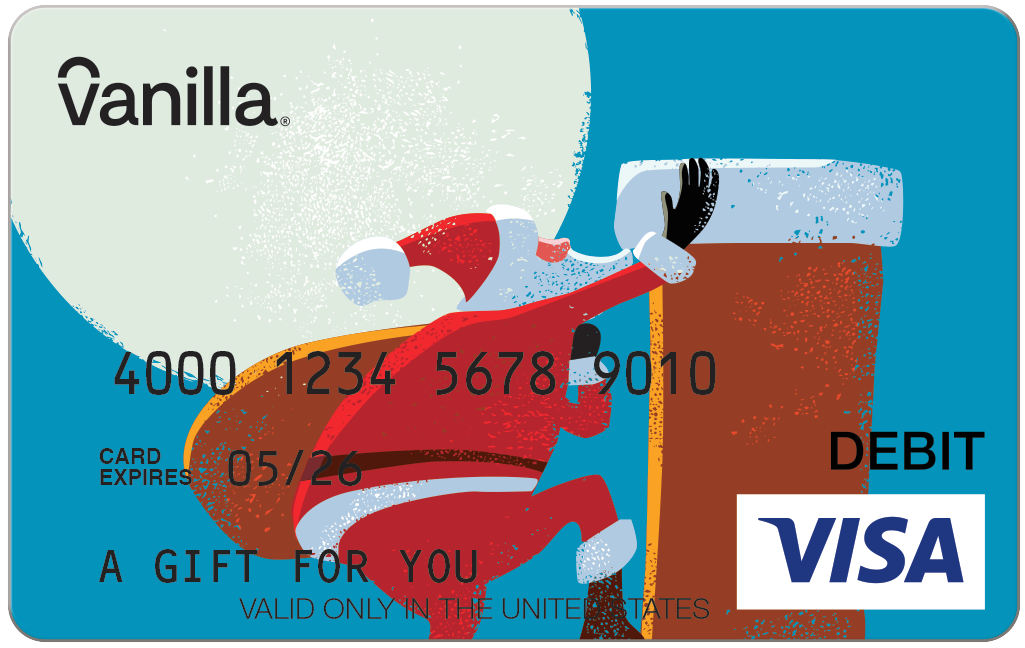 vanilla®
4000 1234 5678 9010
CARD
EXPIRES 05/26
DEBIT
VISA
A GIFT FOR YOU
VALID ONLY IN THE UNITED STATES